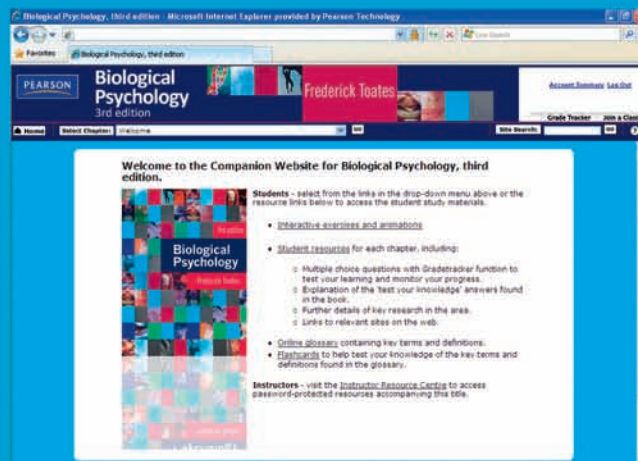 Biological Psychology, third edition - Microsoft Internet Explorer provided by Pearson Technology
Live Search
Favorites
Biological Psychology, third edition
PEARSON
Biological
Psychology
3rd edition
Frederick Toates
Account Summary Log Out
Grade Tracker Join a Class
Home
Select Chapter:
Welcome
GO
Site Search:
GO
Welcome to the Companion Website for Biological Psychology, third
edition.
Students - select from the links in the drop-down menu above or the
resource links below to access the student study materials.
• Interactive exercises and animations
• Student resources for each chapter, including:
Multiple choice questions with Gradetracker function to
test your learning and monitor your progress.
Explanation of the 'test your knowledge' answers found
in the book.
Further details of key research in the area.
Links to relevant sites on the web.
• Online glossary containing key terms and definitions.
• Flashcards to help test your knowledge of the key terms and
definitions found in the glossary.
Instructors - visit the Instructor Resource Centre to access
password-protected resources accompanying this title.
third edition
Biological
Psychology
Frederick Toates